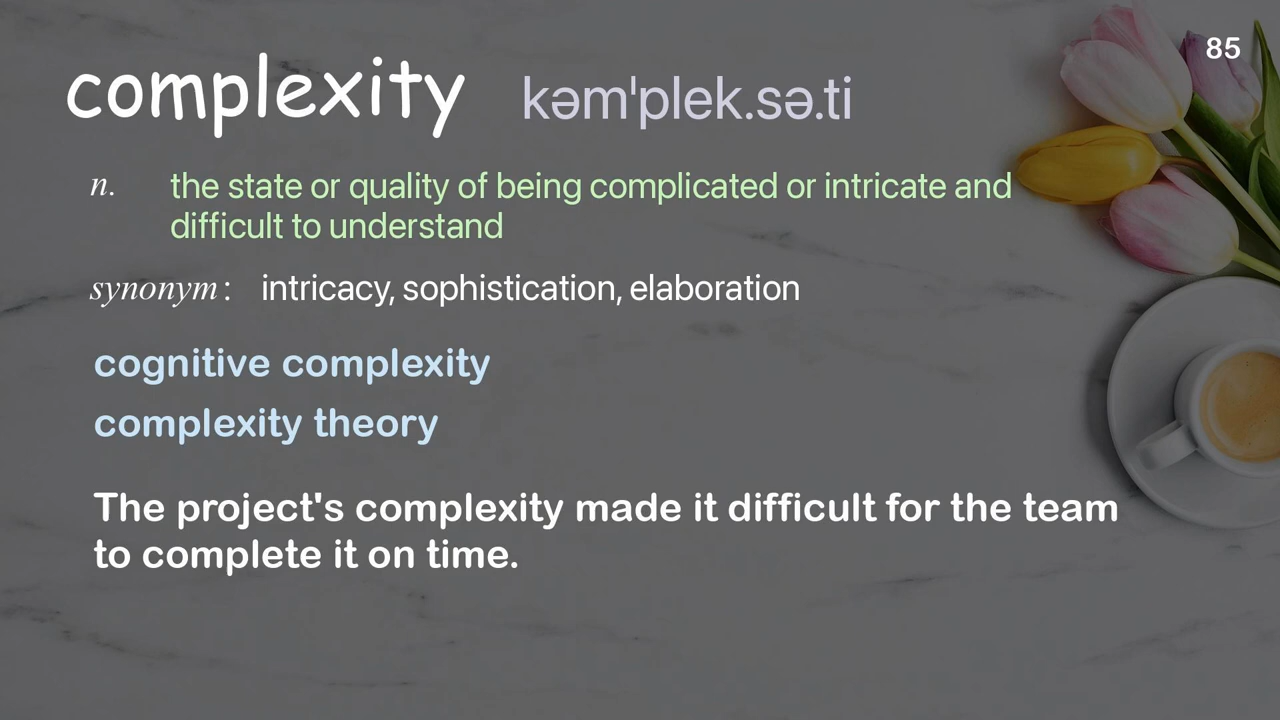 85
complexity kəm'plek.sə.ti
n. the state or quality of being complicated or intricate and
difficult to understand
synonym: intricacy, sophistication, elaboration
cognitive complexity
complexity theory
The project's complexity made it difficult for the team
to complete it on time.